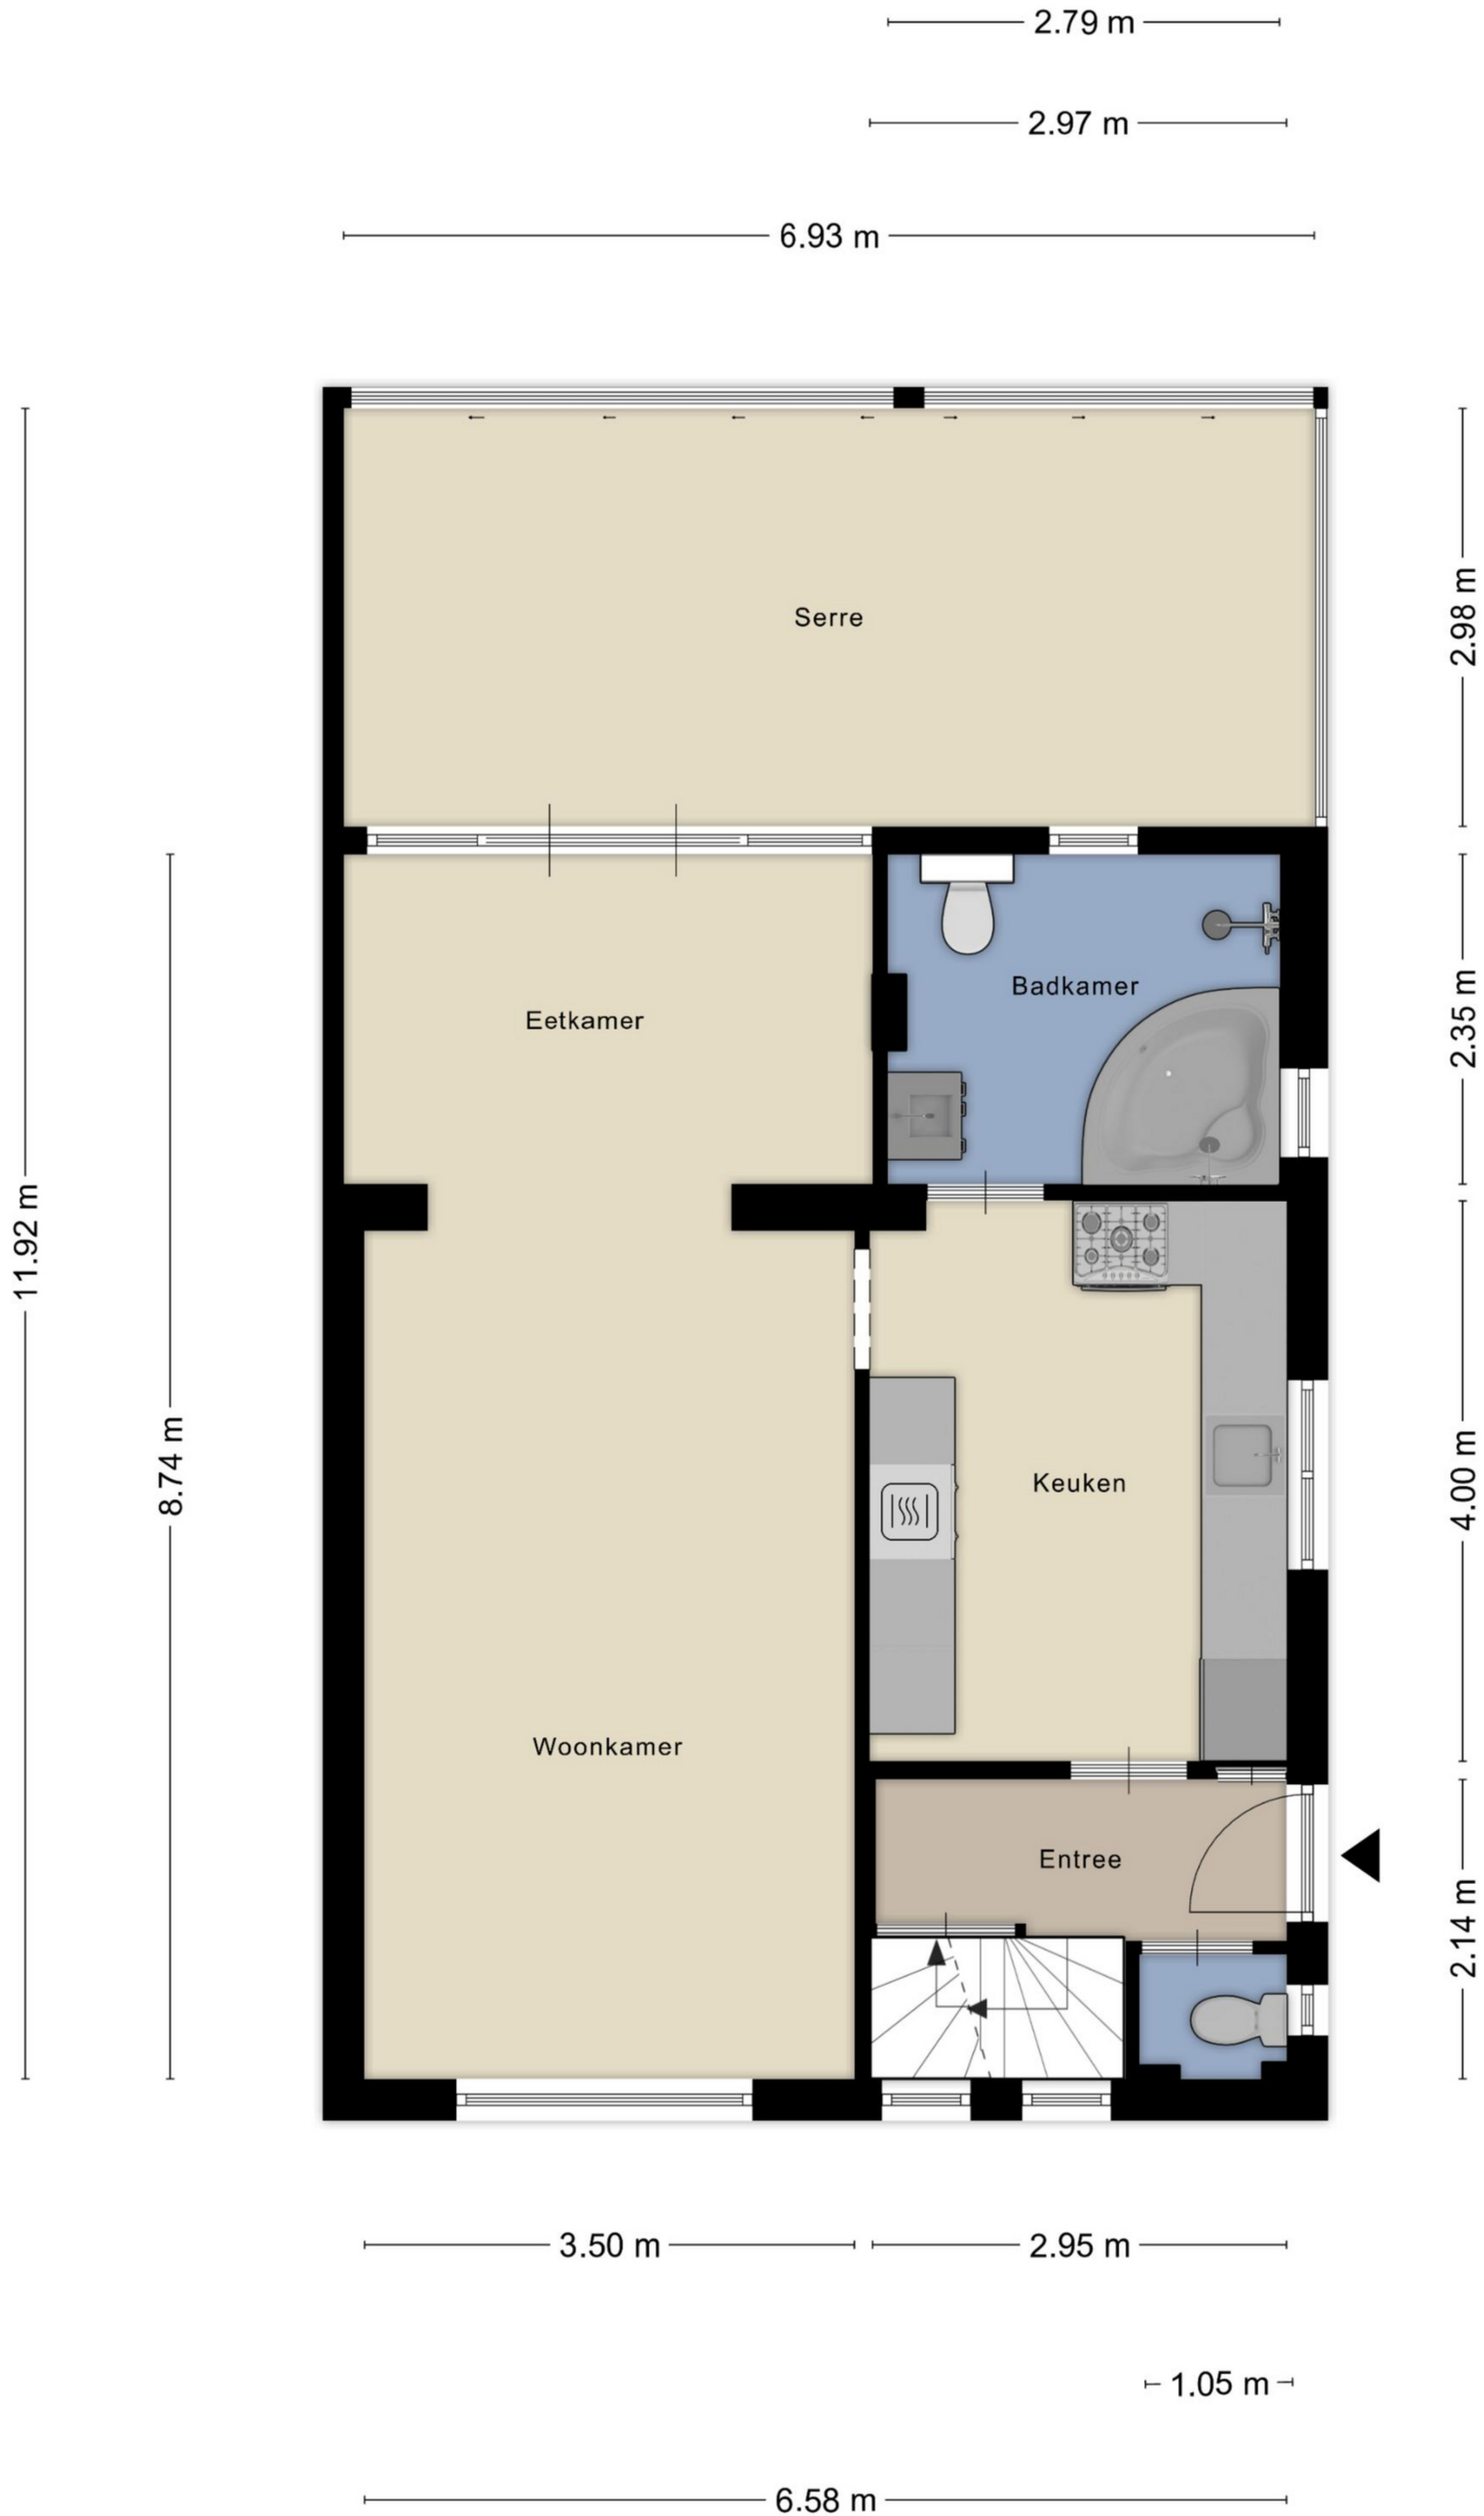 2.79 m
2.97 m
6.93 m
Serre
2.98 m
Badkamer
Eetkamer
2.35 m
11.92 m
8.74 m
Keuken
4.00 m
Woonkamer
Entree
2.14 m
3.50 m
2.95 m
1.05 m
6.58 m